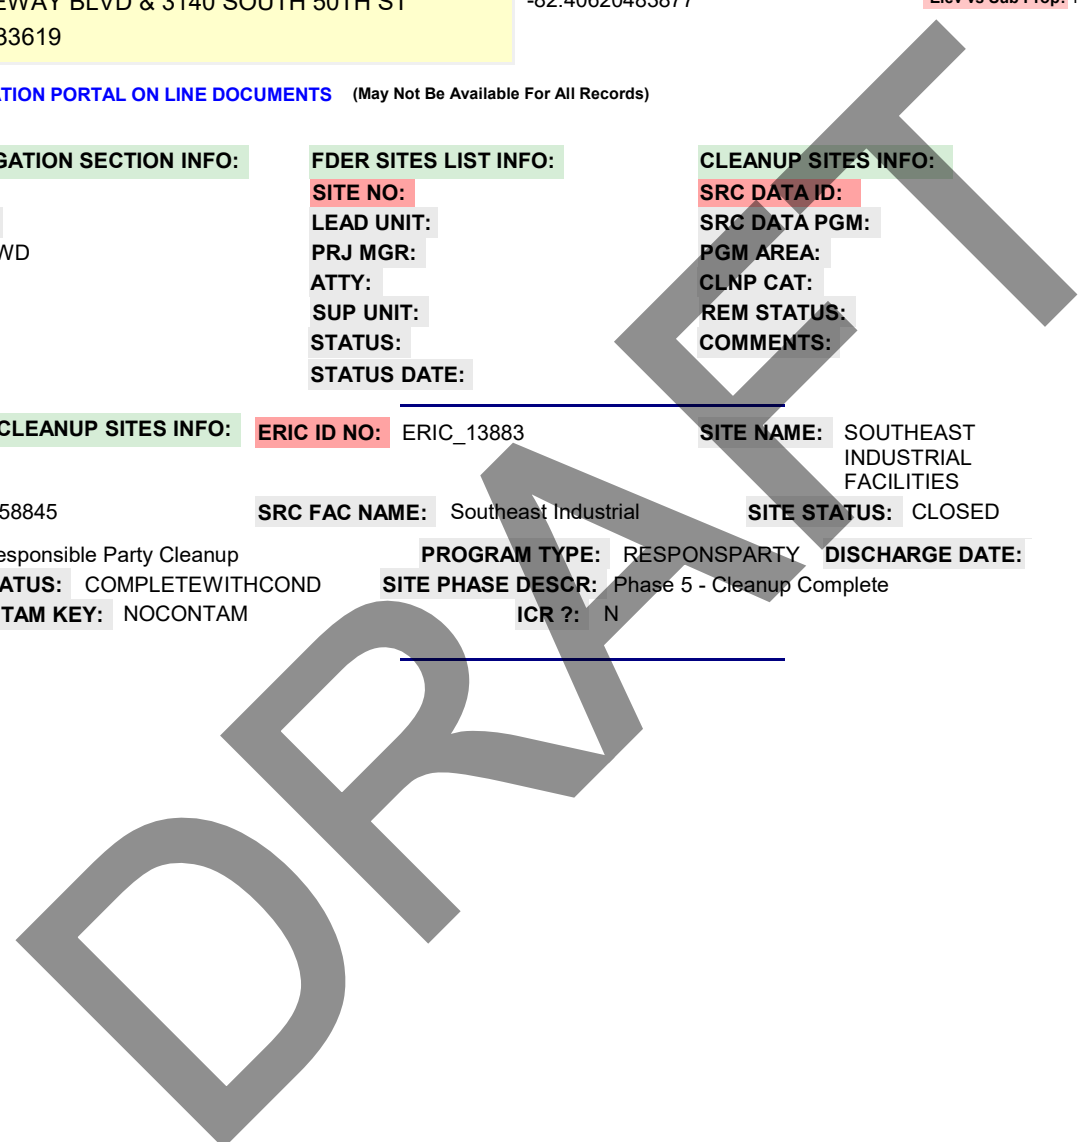 EWAY BLVD & 3140 SOUTH 50TH ST
33619
ATION PORTAL ON LINE DOCUMENTS (May Not Be Available For All Records)
GATION SECTION INFO: FDER SITES LIST INFO: CLEANUP SITES INFO:
SITE NO: SRC DATA ID:
LEAD UNIT: SRC DATA PGM:
WD PRJ MGR: PGM AREA:
ATTY: CLNP CAT:
SUP UNIT: REM STATUS:
STATUS: COMMENTS:
STATUS DATE:
CLEANUP SITES INFO: ERIC ID NO: ERIC_13883 SITE NAME: SOUTHEAST
INDUSTRIAL
FACILITIES
58845 SRC FAC NAME: Southeast Industrial SITE STATUS: CLOSED
esponsible Party Cleanup PROGRAM TYPE: RESPONSPARTY DISCHARGE DATE:
ATUS: COMPLETEWITHCOND SITE PHASE DESCR: Phase 5 - Cleanup Complete
TAM KEY: NOCONTAM ICR ?: N
DRAFT